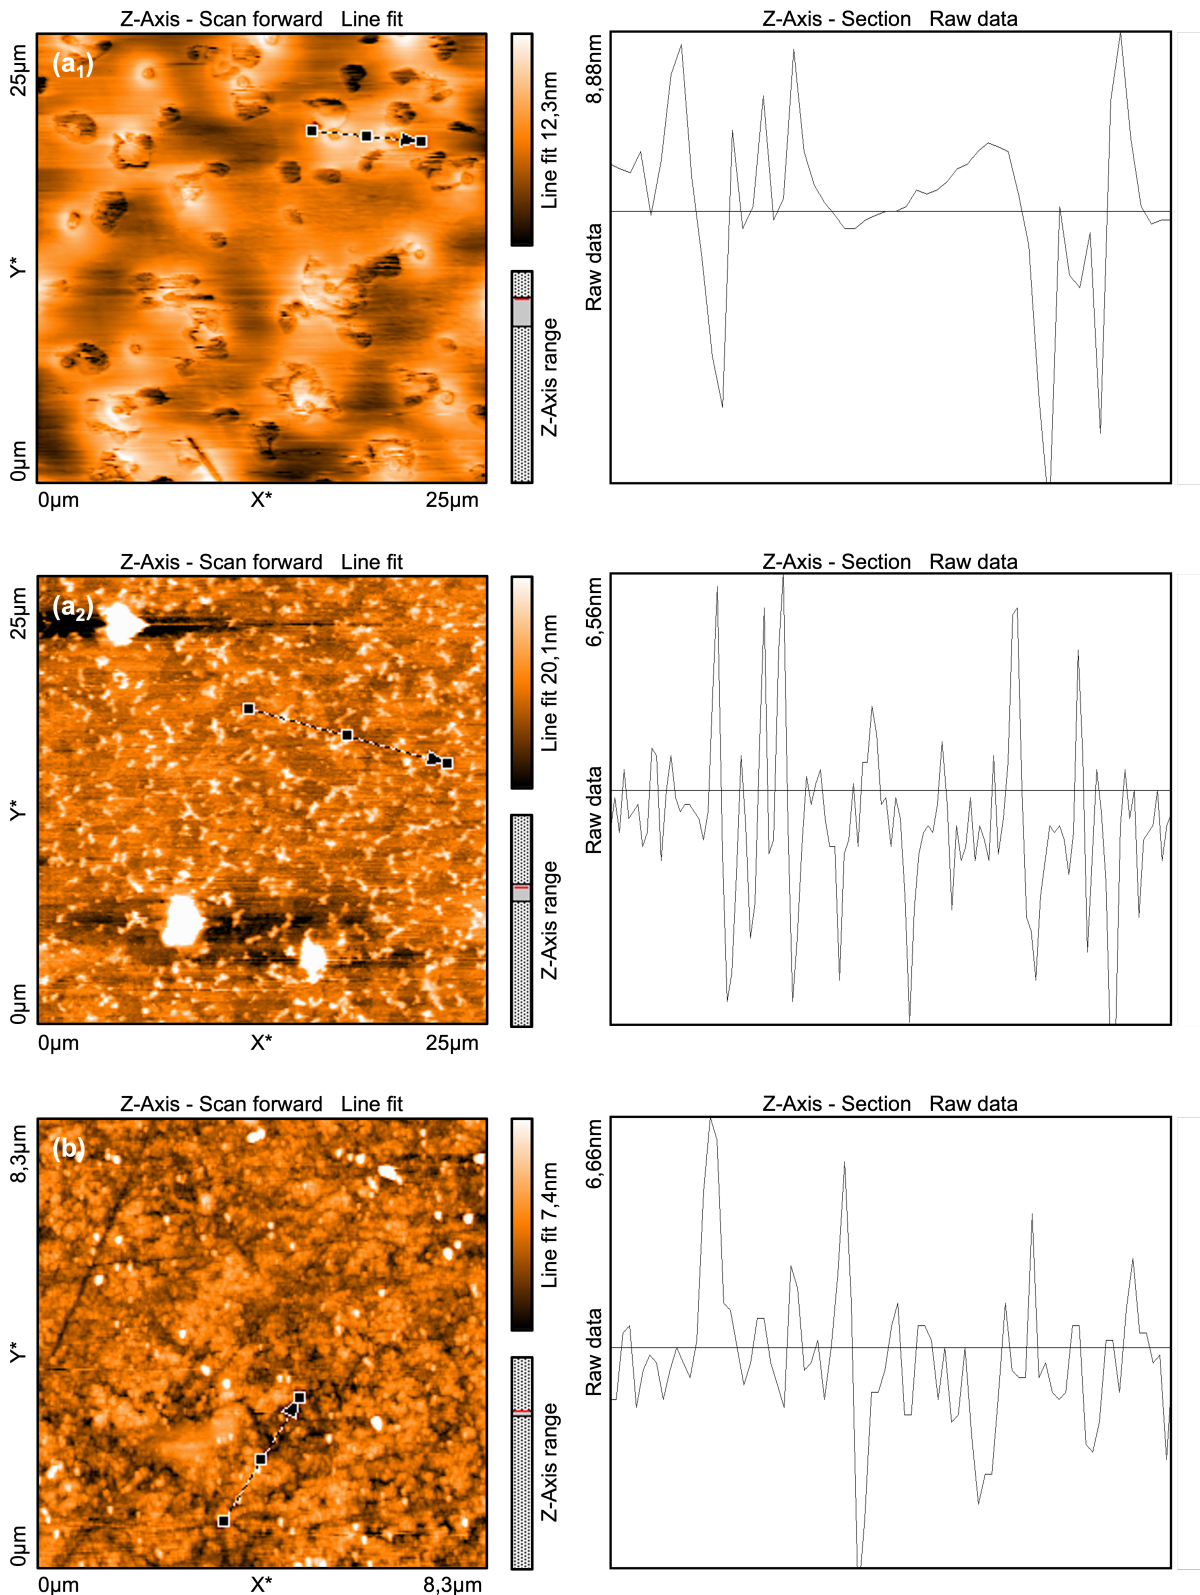 Z-Axis - Scan forward Line fit
Z-Axis - Section Raw data
(a1)
25µm
Y*
0µm
0µm X* 25µm
Line fit 12,3nm
Z-Axis range
8,88nm
Raw data
Z-Axis - Scan forward Line fit
Z-Axis - Section Raw data
(a2)
25µm
Y*
0µm
0µm X* 25µm
Line fit 20,1nm
Z-Axis range
6,56nm
Raw data
Z-Axis - Scan forward Line fit
Z-Axis - Section Raw data
(b)
8,3µm
Y*
0µm
0µm X* 8,3µm
Line fit 7,4nm
Z-Axis range
6,66nm
Raw data